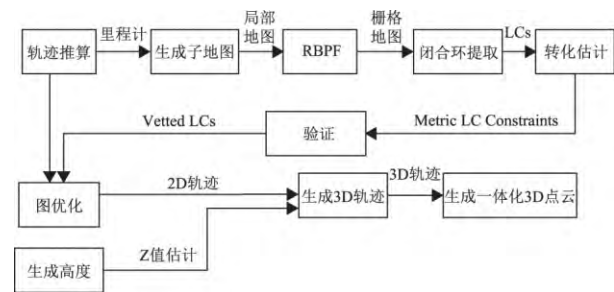 轨迹推算
里程计
生成子地图
局部
地图
RBPF
栅格
地图
闭合环提取
LCs
转化估计
Vetted LCs
验证
Metric LC Constraints
图优化
2D轨迹
生成3D轨迹
3D轨迹
生成一体化3D点云
生成高度
Z值估计